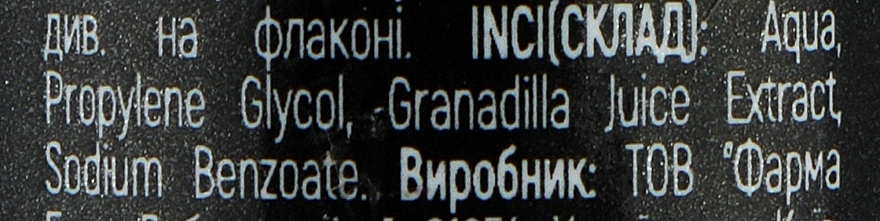 див. на флаконі. INCI(СКЛАД): Aqua,
Propylene Glycol, Granadilla Juice Extract,
Sodium Benzoate. Виробник: ТОВ "Фарма